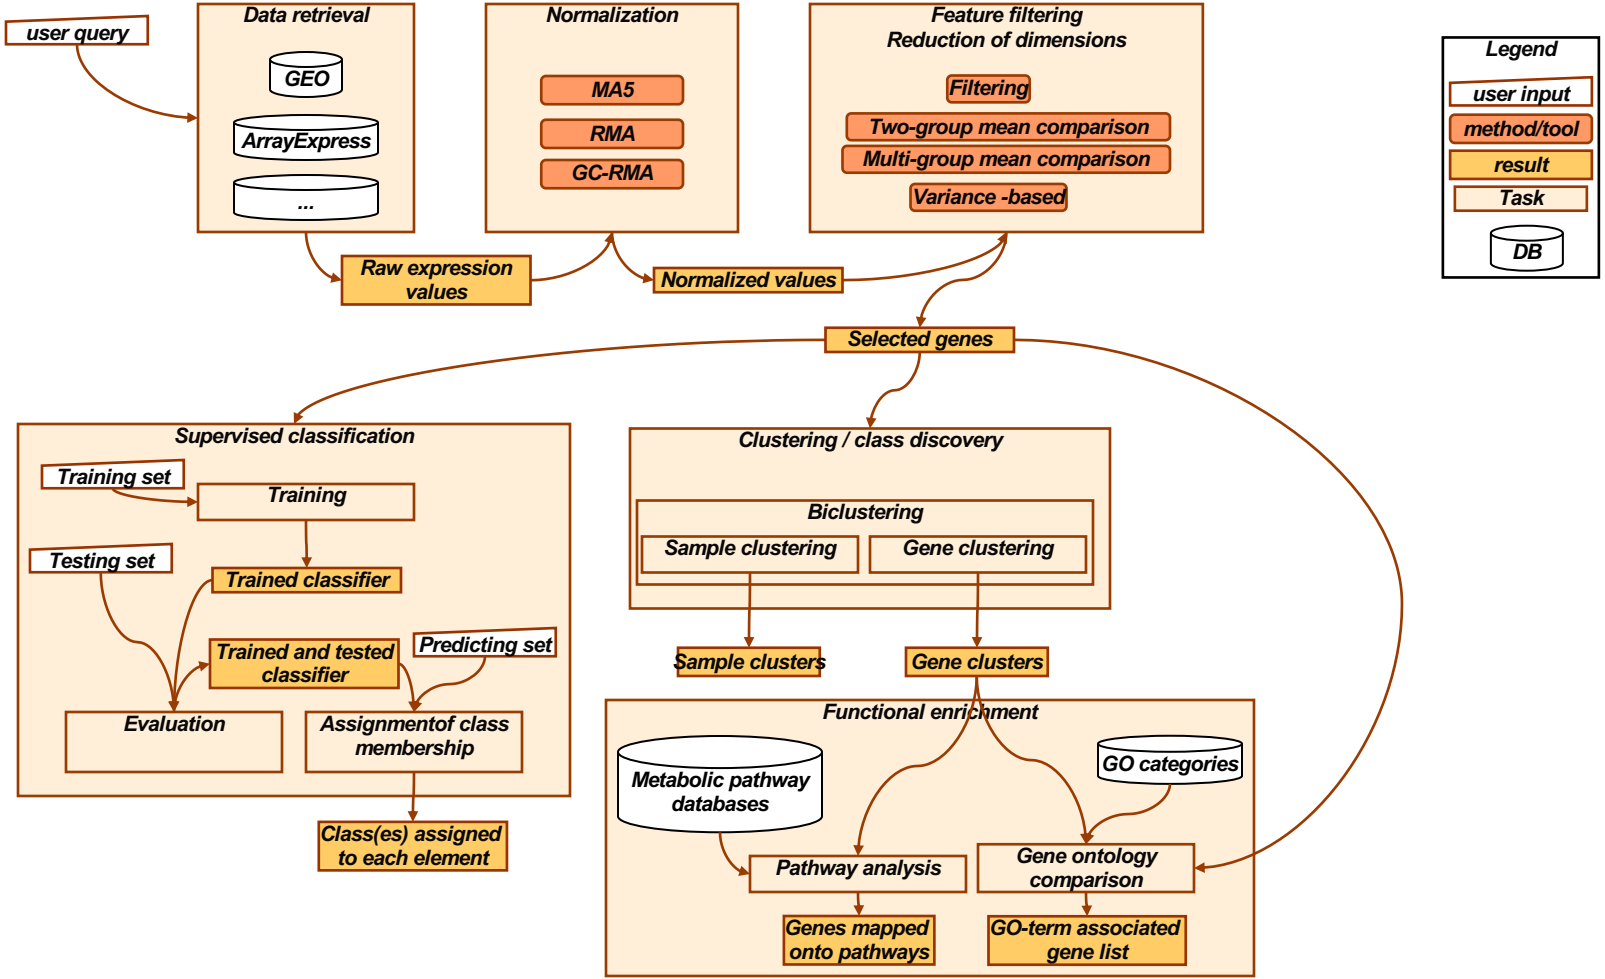 user query
Data retrieval
GEO
ArrayExpress
...
Normalization
MA5
RMA
GC-RMA
Feature filtering
Reduction of dimensions
Filtering
Two-group mean comparison
Multi-group mean comparison
Variance -based
Legend
user input
method/tool
result
Task
DB
Raw expression
values
Normalized values
Selected genes
Supervised classification
Training set
Training
Testing set
Trained classifier
Trained and tested
classifier
Predicting set
Evaluation
Assignmentof class
membership
Class(es) assigned
to each element
Clustering / class discovery
Biclustering
Sample clustering
Gene clustering
Sample clusters
Gene clusters
Functional enrichment
Metabolic pathway
databases
GO categories
Pathway analysis
Gene ontology
comparison
Genes mapped
onto pathways
GO-term associated
gene list